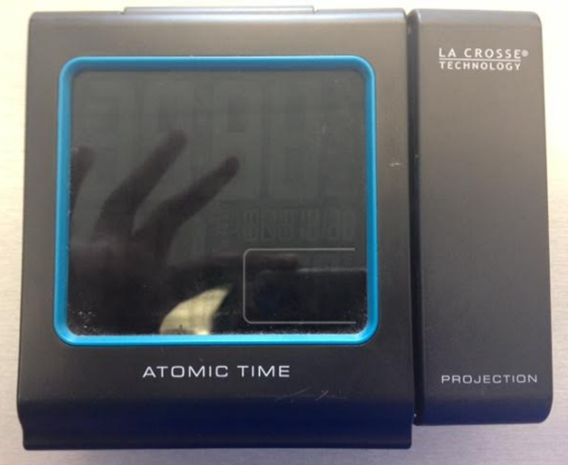 LA CROSSE®
TECHNOLOGY
ATOMIC TIME
PROJECTION